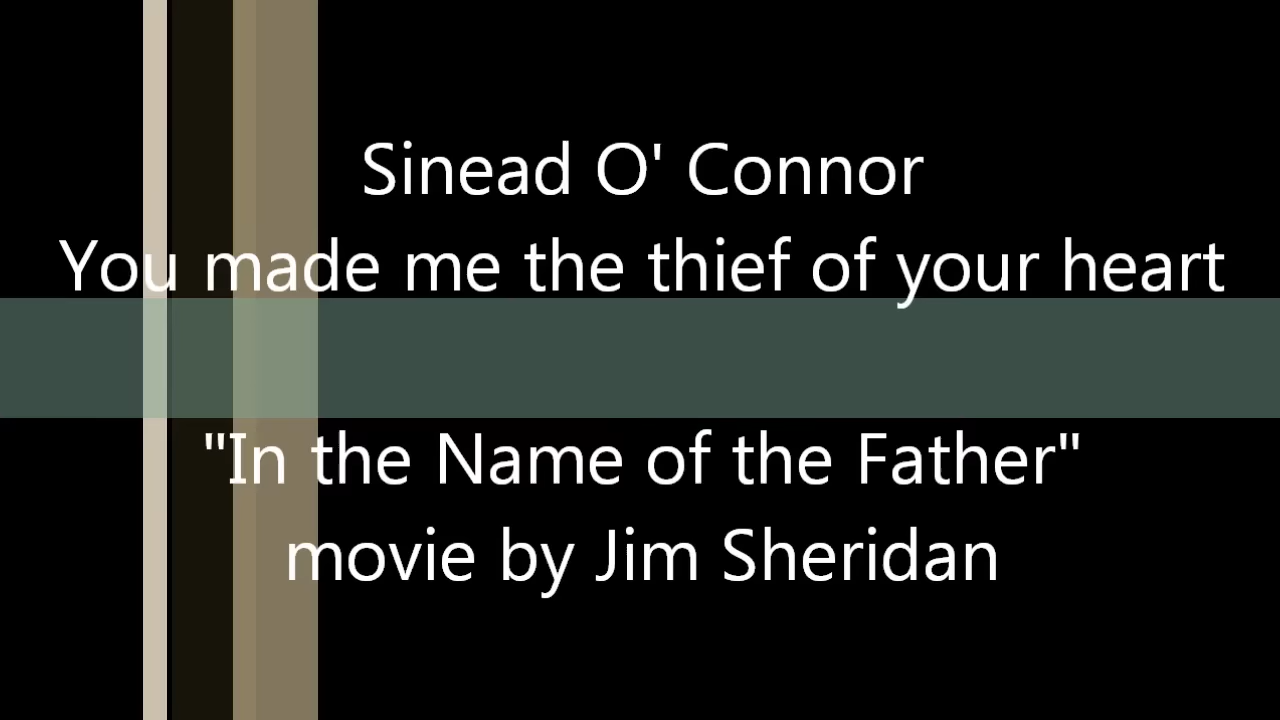 Sinead O' Connor
You made me the thief of your heart
"In the Name of the Father"
movie by Jim Sheridan